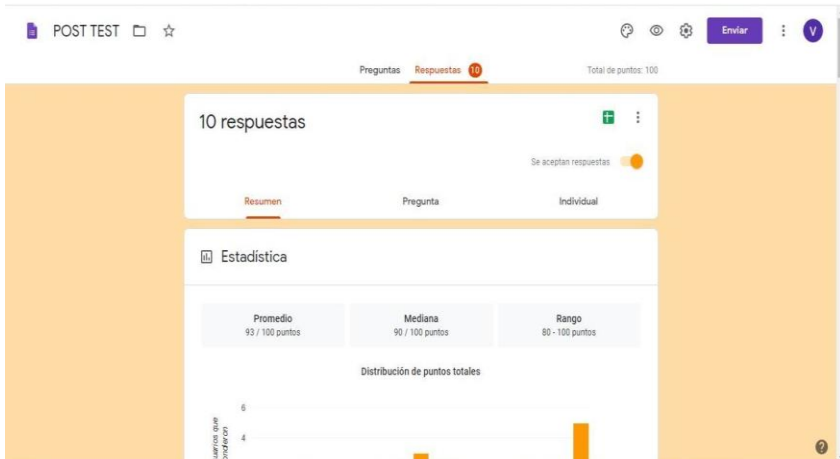 POST TEST
Enviar
V
Preguntas Respuestas 10
Total de puntos: 100
10 respuestas
Se aceptan respuestas
Resumen Pregunta Individual
Estadística
Promedio Mediana Rango
93 / 100 puntos 90 / 100 puntos 80 - 100 puntos
Distribución de puntos totales
6
4